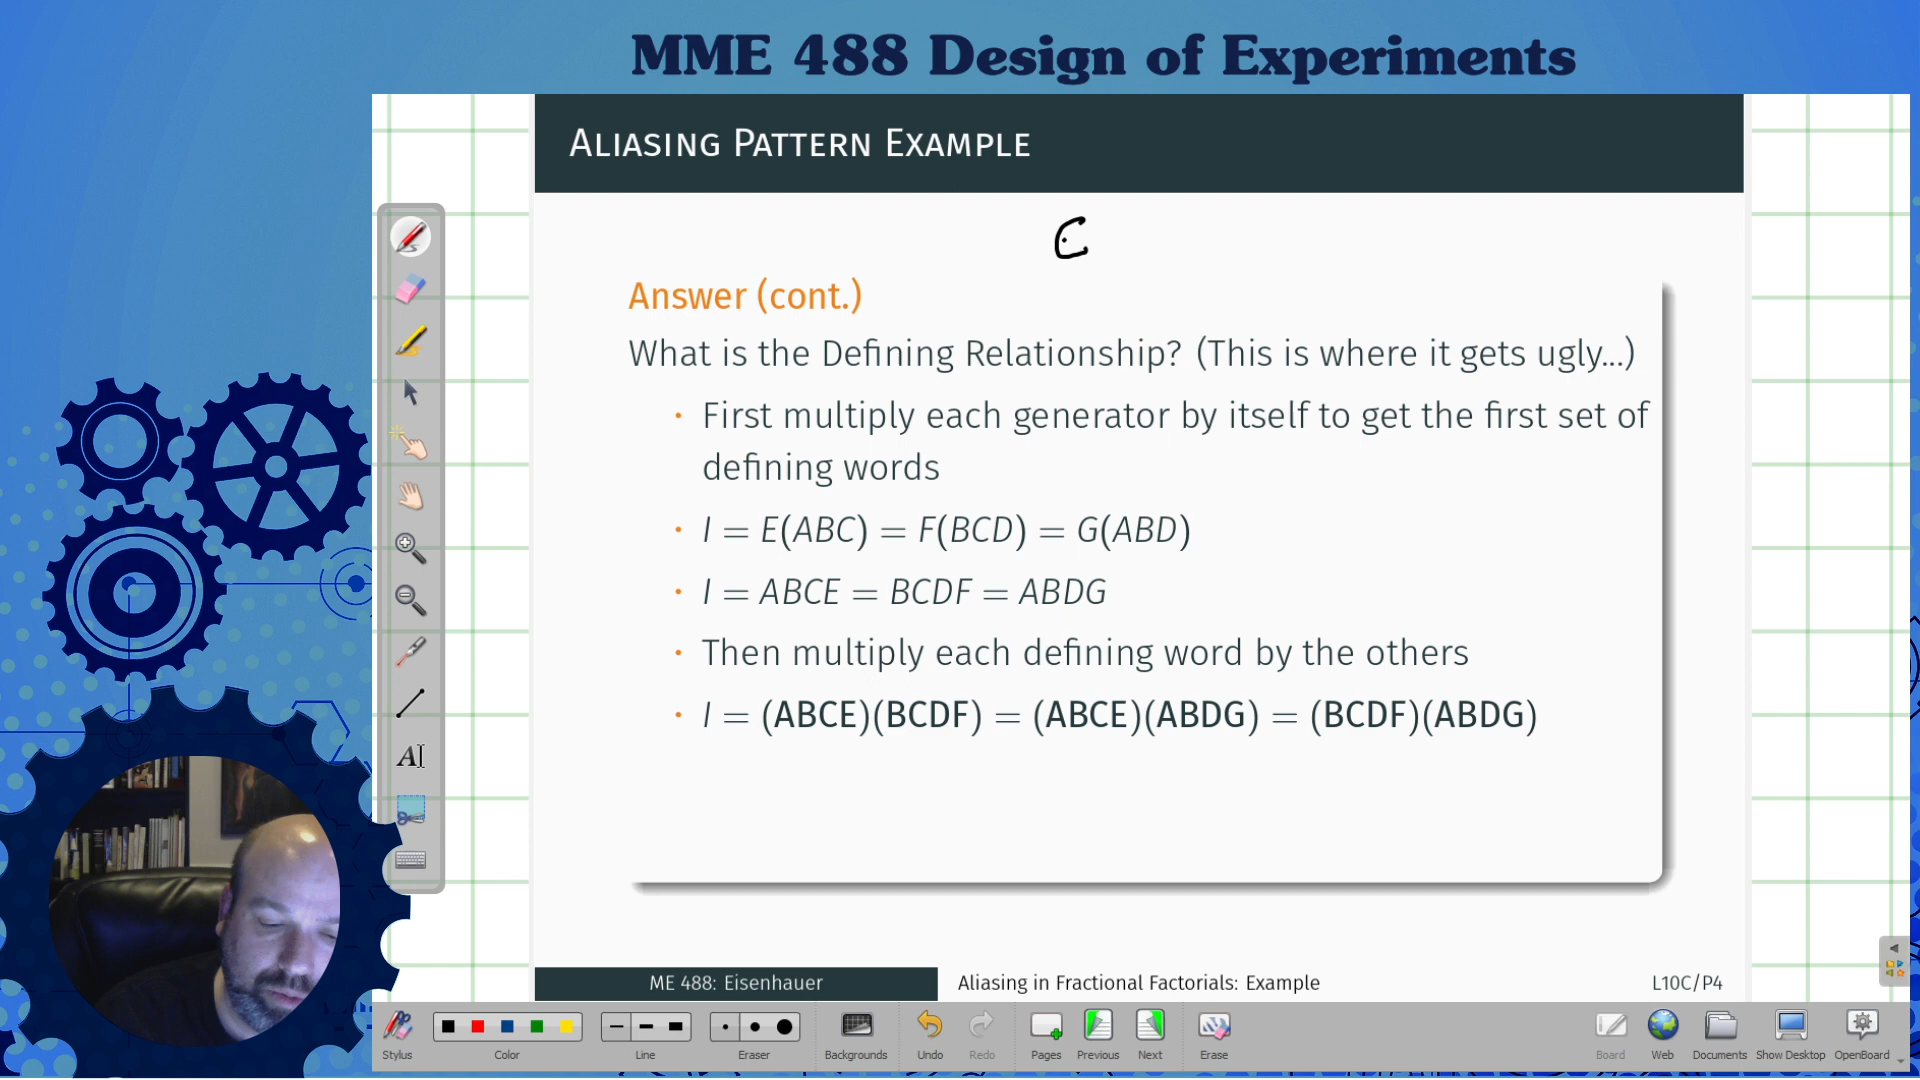 MME 488 Design of Experiments
Aliasing Pattern Example
C
Answer (cont.)
What is the Defining Relationship? (This is where it gets ugly...)
• First multiply each generator by itself to get the first set of
defining words
• I = E(ABC) = F(BCD) = G(ABD)
• I = ABCE = BCDF = ABDG
• Then multiply each defining word by the others
• I = (ABCE)(BCDF) = (ABCE)(ABDG) = (BCDF)(ABDG)
ME 488: Eisenhauer Aliasing in Fractional Factorials: Example L10C/P4
Stylus Color Line Eraser Backgrounds Undo Redo Pages Previous Next Erase Board Web Documents Show Desktop OpenBoard